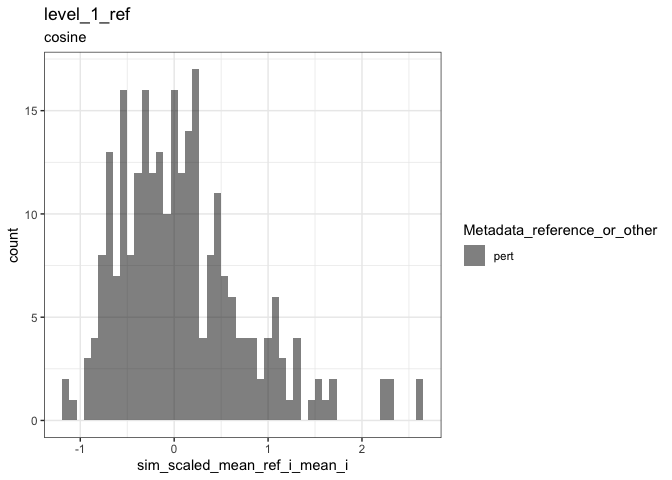 level_1_ref
cosine
15
10
5
0
count
-1
0
1
2
sim_scaled_mean_ref_i_mean_i
Metadata_reference_or_other
pert